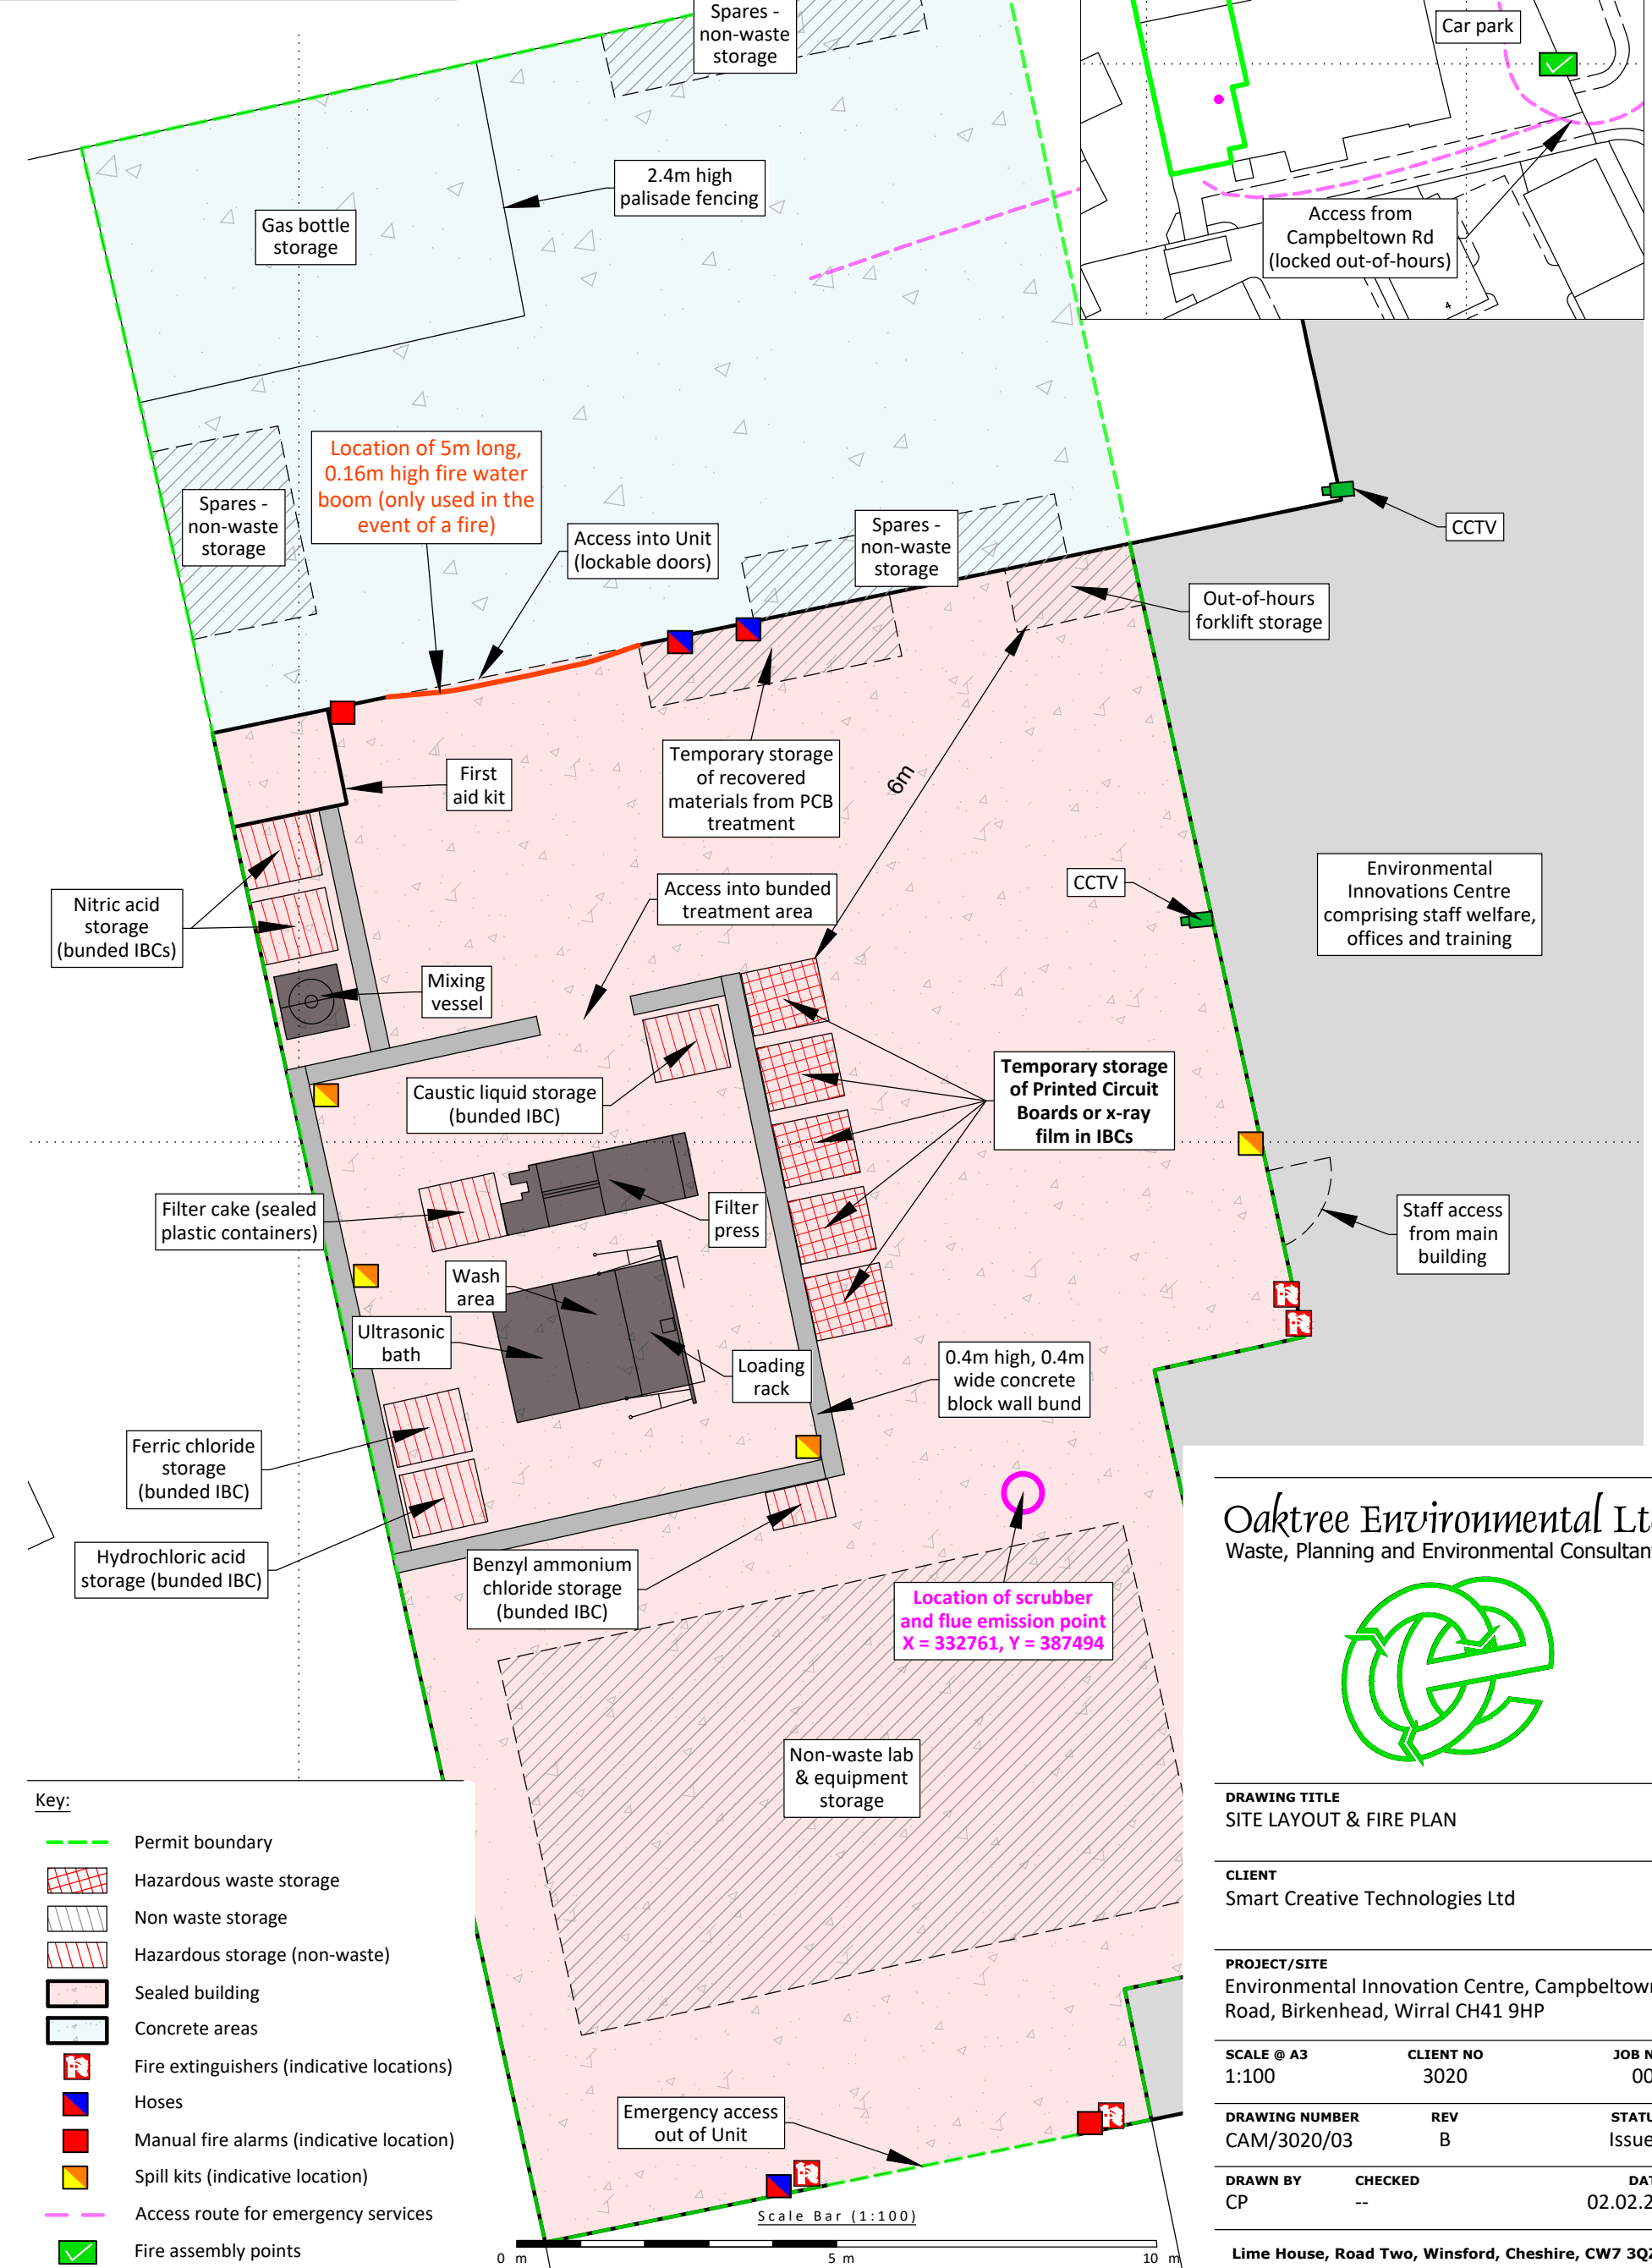 Spares -
non-waste
storage
Car park
2.4m high
palisade fencing
Gas bottle
storage
Access from
Campbeltown Rd
(locked out-of-hours)
4
Location of 5m long,
0.16m high fire water
boom (only used in the
event of a fire)
Spares -
non-waste
storage
Access into Unit
(lockable doors)
Spares -
non-waste
storage
CCTV
Out-of-hours
forklift storage
First
aid kit
Temporary storage
of recovered
materials from PCB
treatment
6m
Nitric acid
storage
(bunded IBCs)
Access into bunded
treatment area
CCTV
Environmental
Innovations Centre
comprising staff welfare,
offices and training
Mixing
vessel
Caustic liquid storage
(bunded IBC)
Temporary storage
of Printed Circuit
Boards or x-ray
film in IBCs
Filter cake (sealed
plastic containers)
Filter
press
Staff access
from main
building
Wash
area
Ultrasonic
bath
Loading
rack
0.4m high, 0.4m
wide concrete
block wall bund
Ferric chloride
storage
(bunded IBC)
Hydrochloric acid
storage (bunded IBC)
Benzyl ammonium
chloride storage
(bunded IBC)
Location of scrubber
and flue emission point
X = 332761, Y = 387494
Non-waste lab
& equipment
storage
Emergency access
out of Unit
Scale Bar (1:100)
0 m
5 m
10 m
Key:
Permit boundary
Hazardous waste storage
Non waste storage
Hazardous storage (non-waste)
Sealed building
Concrete areas
Fire extinguishers (indicative locations)
Hoses
Manual fire alarms (indicative location)
Spill kits (indicative location)
Access route for emergency services
Fire assembly points
Oaktree Environmental Lt
Waste, Planning and Environmental Consultan
DRAWING TITLE
SITE LAYOUT & FIRE PLAN
CLIENT
Smart Creative Technologies Ltd
PROJECT/SITE
Environmental Innovation Centre, Campbeltown
Road, Birkenhead, Wirral CH41 9HP
SCALE @ A3 CLIENT NO JOB N
1:100 3020 00
DRAWING NUMBER REV STATU
CAM/3020/03 B Issue
DRAWN BY CHECKED DA
CP -- 02.02.2
Lime House, Road Two, Winsford, Cheshire, CW7 3QZ